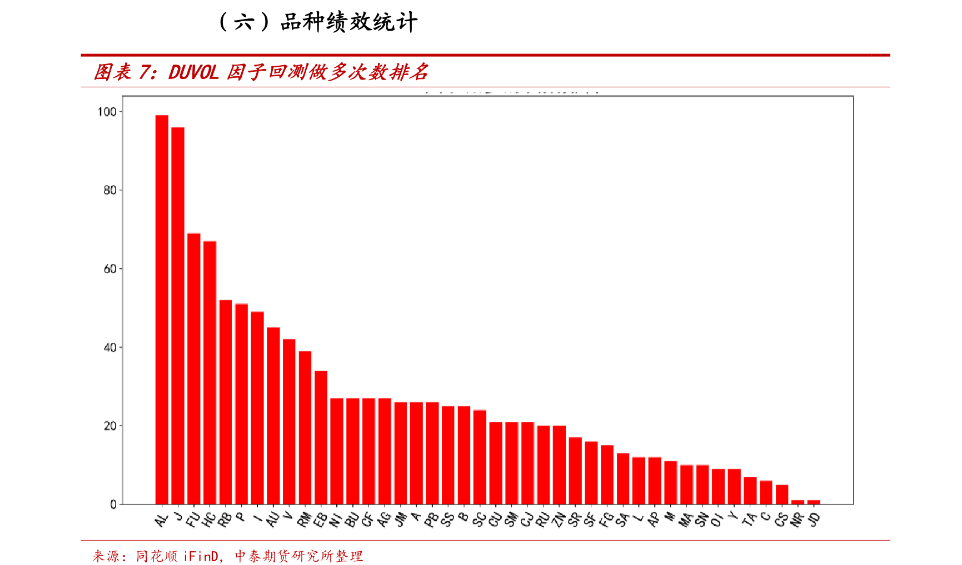 （六）品种绩效统计
图表 7：DUVOL 因子回测做多次数排名
100
80
60
40
20
0
AL J FU HC RB P I AU V RM EB NI BU CF AG JM A PB SS B SC CU SM CJ RU ZN SR SF FG SA L AP M MA SN OI Y TA C CS NR JD
来源：同花顺 iFinD，中泰期货研究所整理